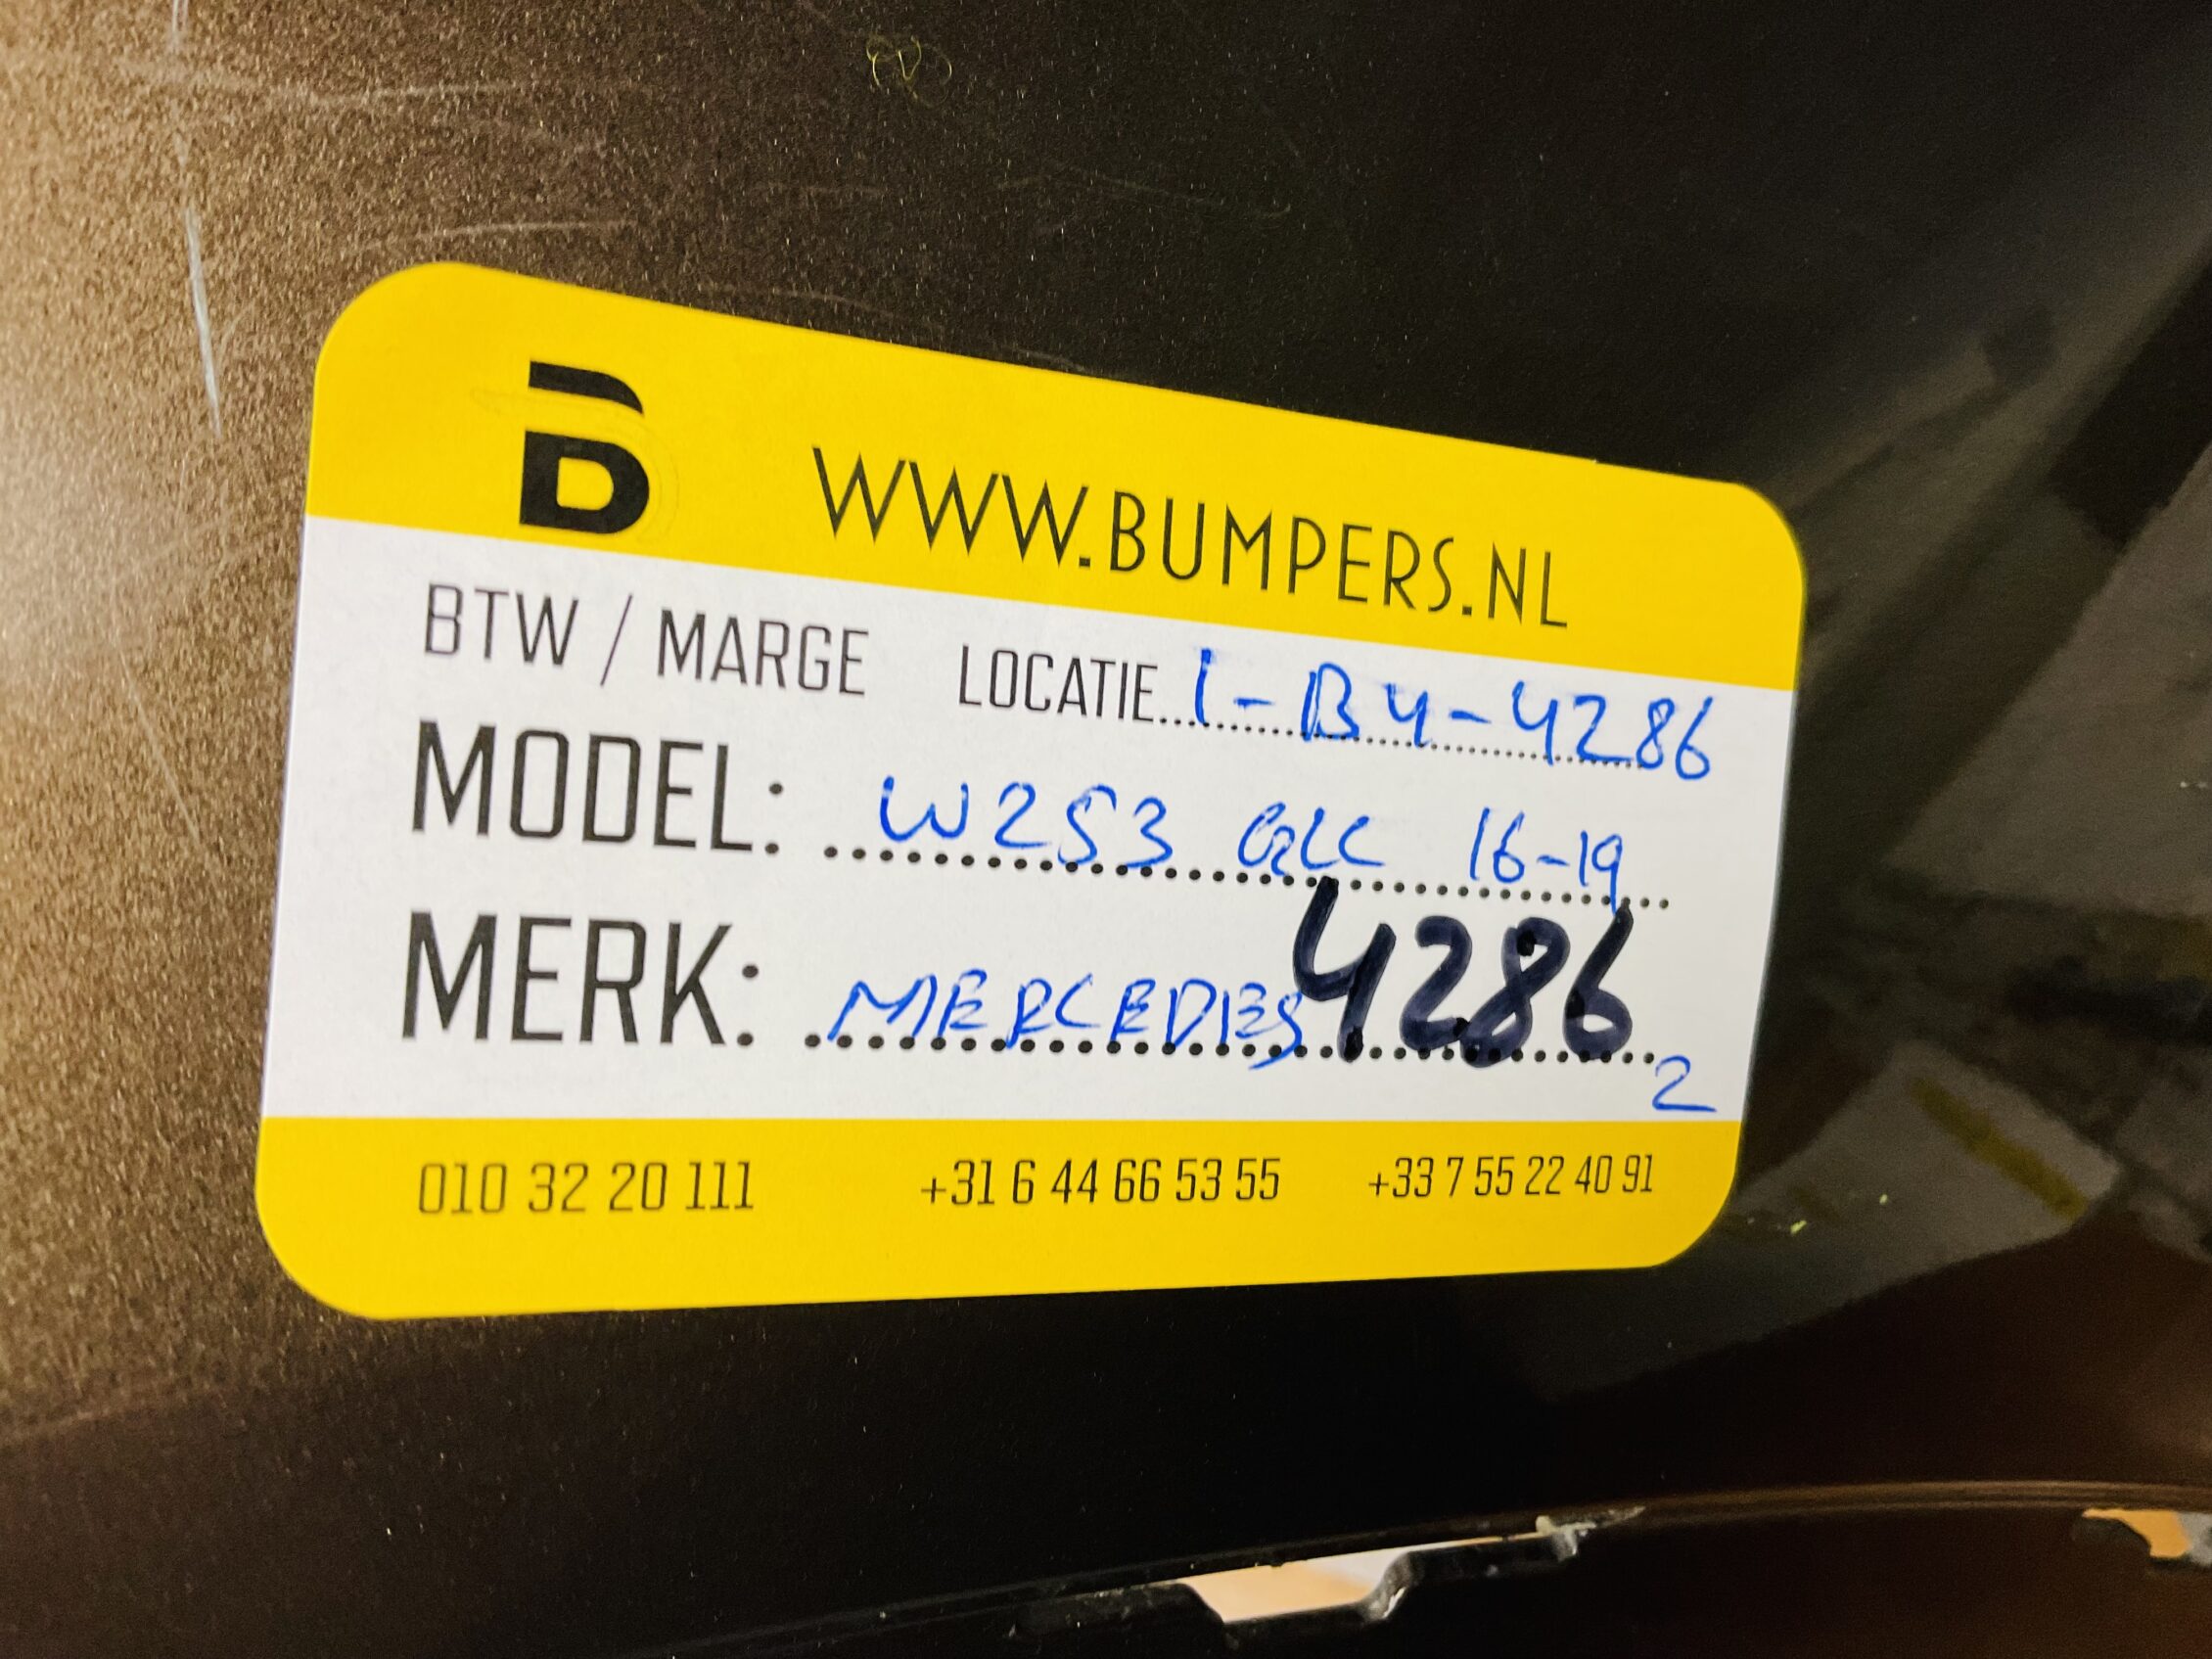 WWW.BUMPERS.NL
BTW / MARGE LOCATIE 1-B4-4286
MODEL: W253 GLC 16-19
MERK: MERCEDES 4286
2
010 32 20 111 +31 6 44 66 53 55 +33 7 55 22 40 91